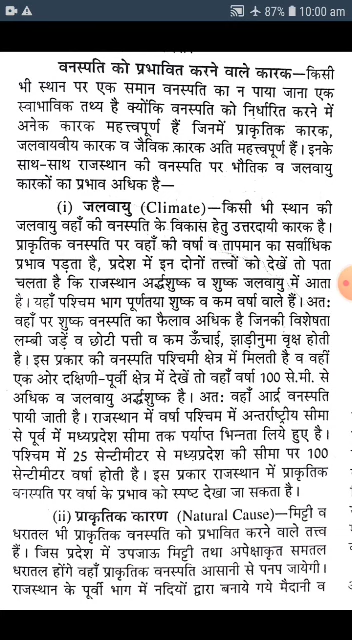 87% 10:00 am
वनस्पति को प्रभावित करने वाले कारक—किसी
भी स्थान पर एक समान वनस्पति का न पाया जाना एक
स्वाभाविक तथ्य है क्योंकि वनस्पति को निर्धारित करने में
अनेक कारक महत्त्वपूर्ण हैं जिनमें प्राकृतिक कारक,
जलवायवीय कारक व जैविक कारक अति महत्त्वपूर्ण हैं। इनके
साथ-साथ राजस्थान की वनस्पति पर भौतिक व जलवायु
कारकों का प्रभाव अधिक है—
(i) जलवायु (Climate)—किसी भी स्थान की
जलवायु वहाँ की वनस्पति के विकास हेतु उत्तरदायी कारक है।
प्राकृतिक वनस्पति पर वहाँ की वर्षा व तापमान का सर्वाधिक
प्रभाव पड़ता है, प्रदेश में इन दोनों तत्त्वों को देखें तो पता
चलता है कि राजस्थान अर्द्धशुष्क व शुष्क जलवायु में आता
है। यहाँ पश्चिम भाग पूर्णतया शुष्क व कम वर्षा वाले हैं। अतः
वहाँ पर शुष्क वनस्पति का फैलाव अधिक है जिनकी विशेषता
लम्बी जड़ें व छोटी पत्ती व कम ऊँचाई, झाड़ीनुमा वृक्ष होती
है। इस प्रकार की वनस्पति पश्चिमी क्षेत्र में मिलती है व वहीं
एक ओर दक्षिणी-पूर्वी क्षेत्र में देखें तो वहाँ वर्षा 100 से.मी. से
अधिक व जलवायु अर्द्धशुष्क है। अतः वहाँ आर्द्र वनस्पति
पायी जाती है। राजस्थान में वर्षा पश्चिम में अन्तर्राष्ट्रीय सीमा
से पूर्व में मध्यप्रदेश सीमा तक पर्याप्त भिन्नता लिये हुए है।
पश्चिम में 25 सेन्टीमीटर से मध्यप्रदेश की सीमा पर 100
सेन्टीमीटर वर्षा होती है। इस प्रकार राजस्थान में प्राकृतिक
वनस्पति पर वर्षा के प्रभाव को स्पष्ट देखा जा सकता है।
(ii) प्राकृतिक कारण (Natural Cause)—मिट्टी व
धरातल भी प्राकृतिक वनस्पति को प्रभावित करने वाले तत्त्व
हैं। जिस प्रदेश में उपजाऊ मिट्टी तथा अपेक्षाकृत समतल
धरातल होंगे वहाँ प्राकृतिक वनस्पति आसानी से पनप जायेगी।
राजस्थान के पूर्वी भाग में नदियों द्वारा बनाये गये मैदानी व